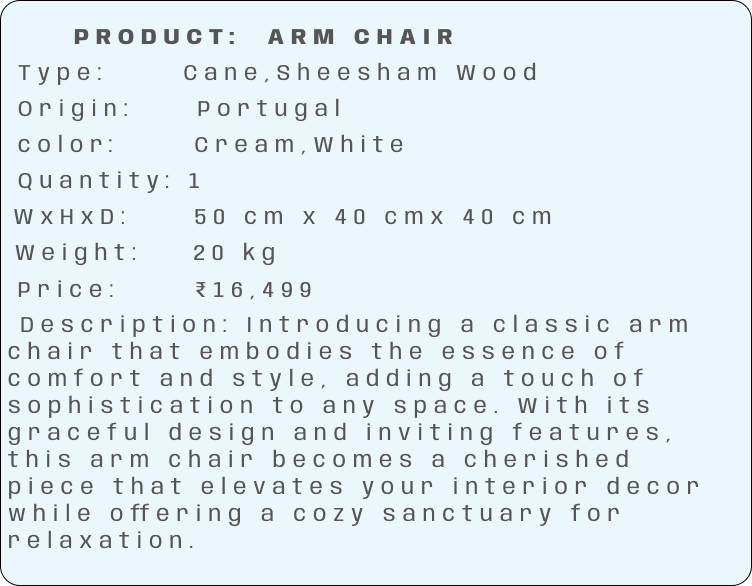 PRODUCT: ARM CHAIR
Type: Cane,Sheesham Wood
Origin: Portugal
color: Cream,White
Quantity: 1
WxHxD: 50 cm x 40 cmx 40 cm
Weight: 20 kg
Price: ₹16,499
Description: Introducing a classic arm
chair that embodies the essence of
comfort and style, adding a touch of
sophistication to any space. With its
graceful design and inviting features,
this arm chair becomes a cherished
piece that elevates your interior decor
while offering a cozy sanctuary for
relaxation.